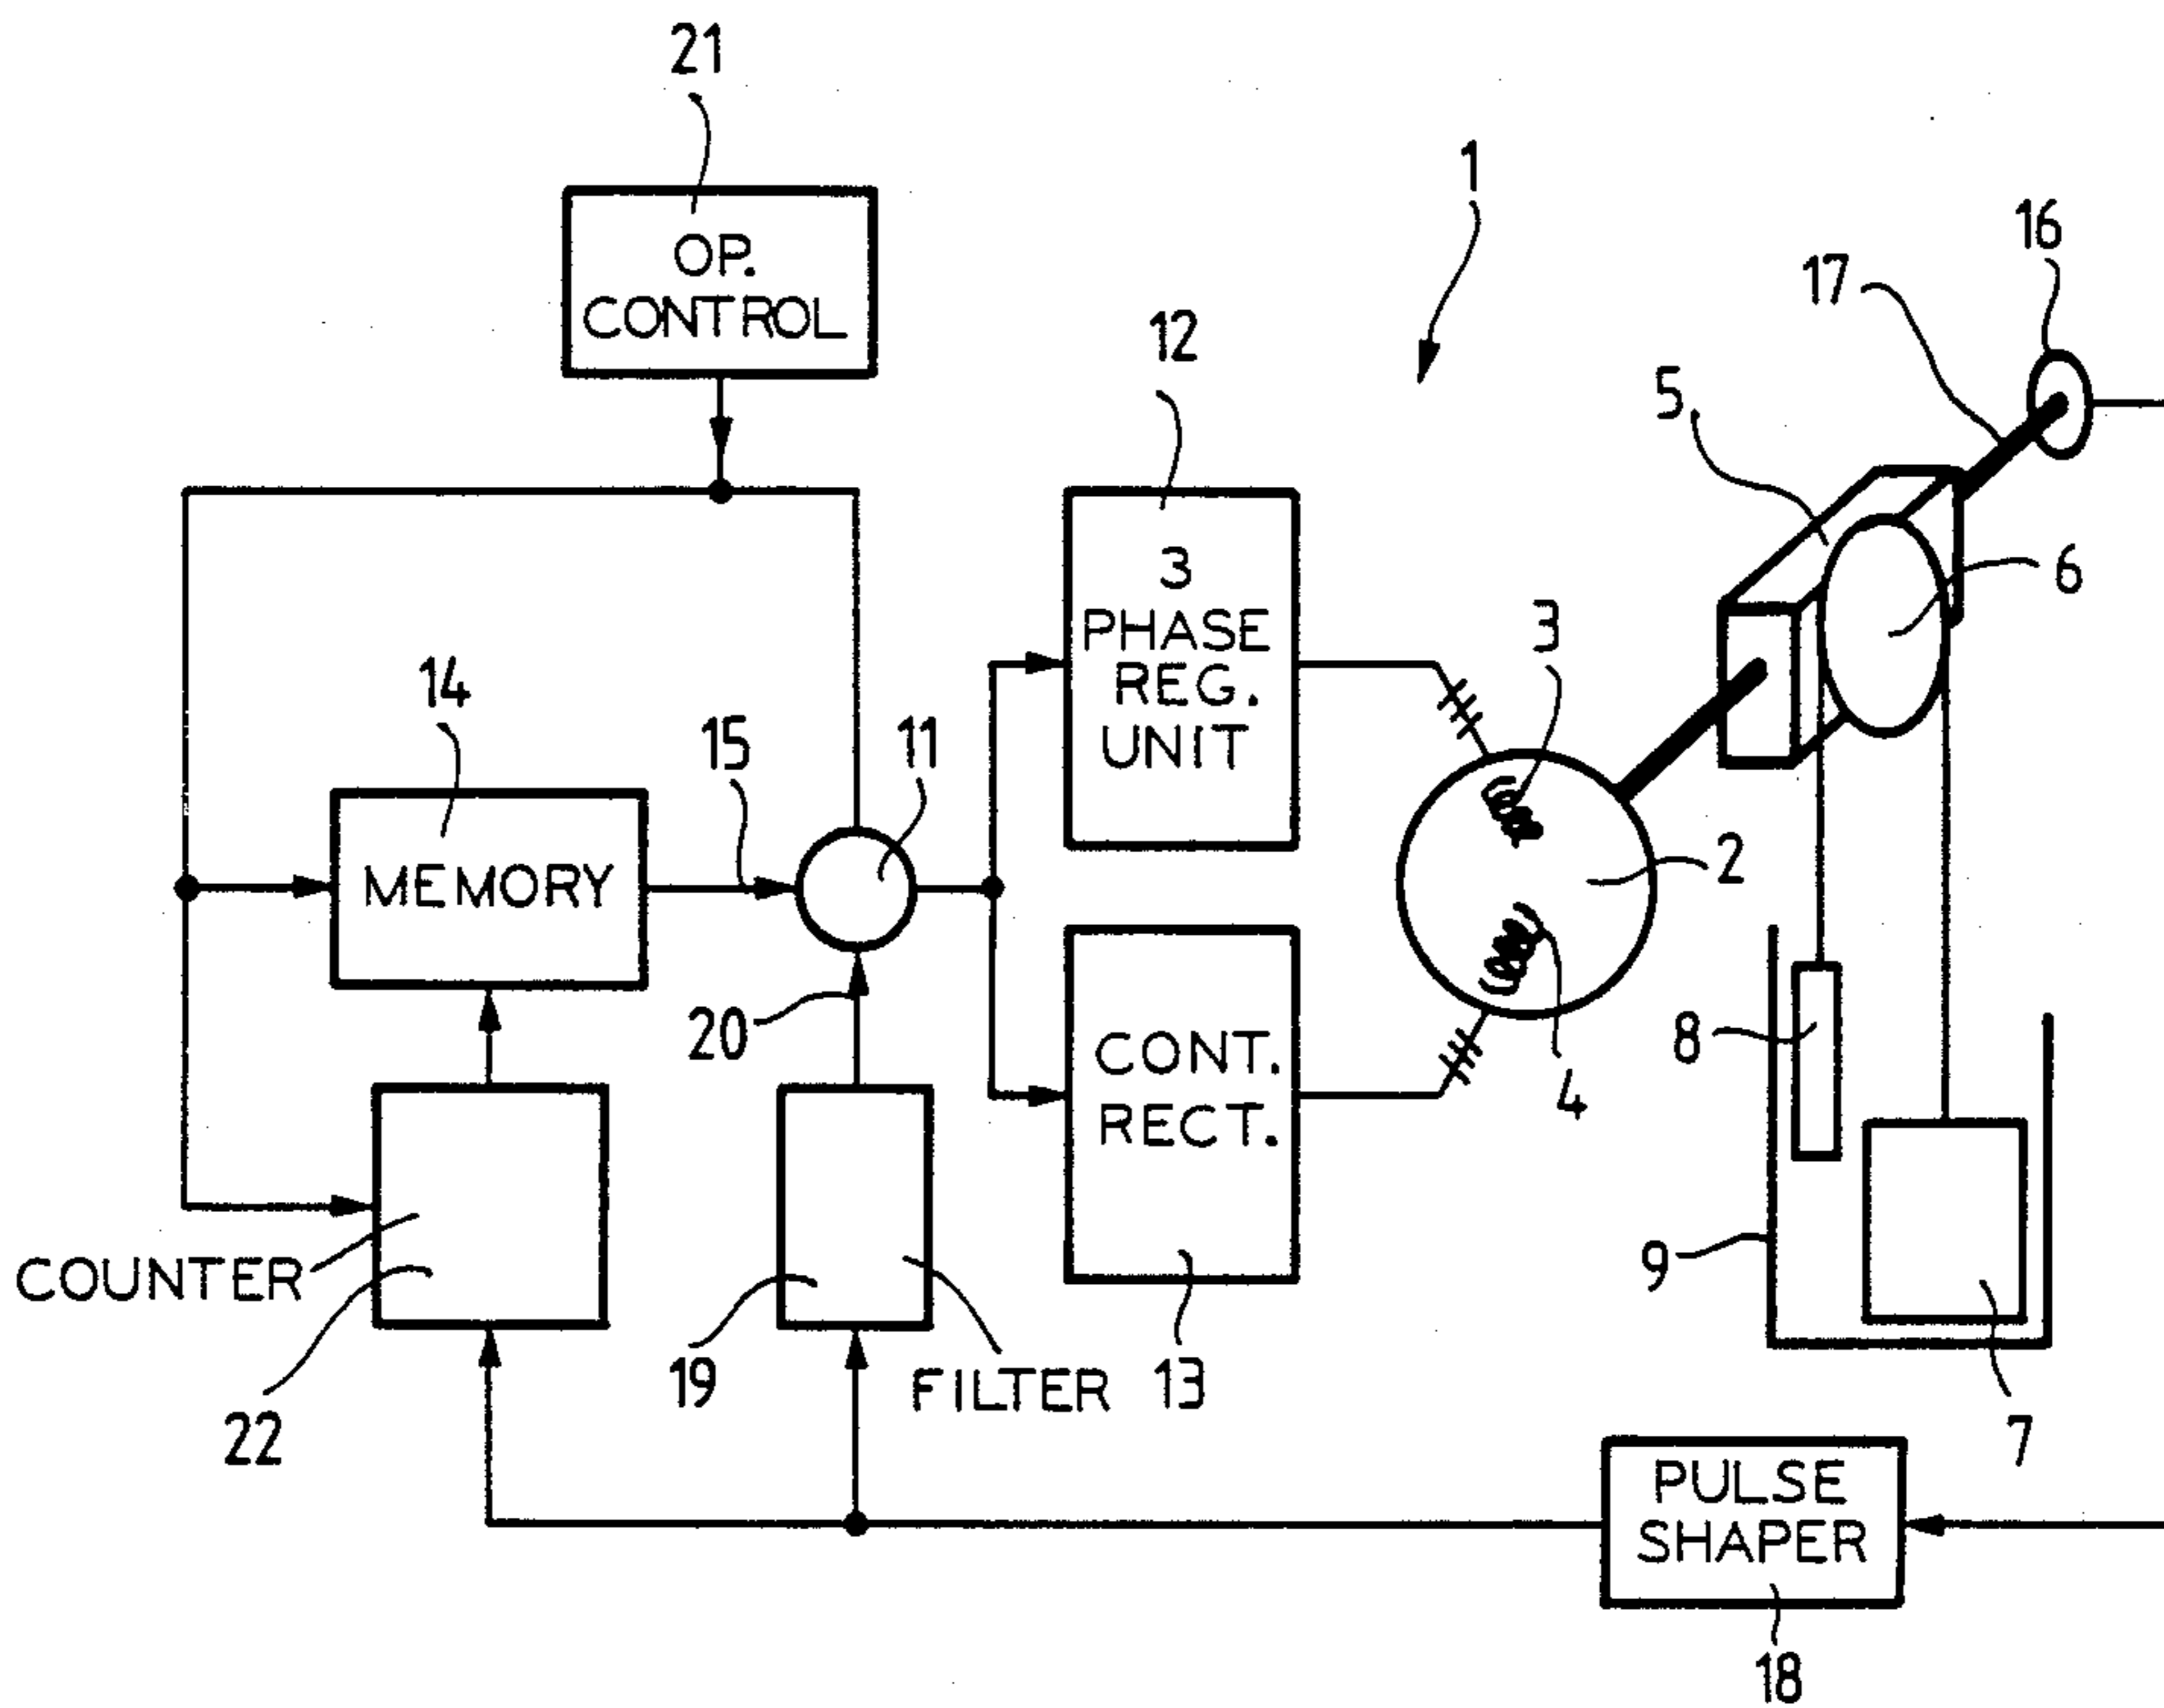 21
OP.
CONTROL
1
16
17
12
5
3
PHASE
REG.
UNIT
6
3
14
15
11
MEMORY
2
20
8
CONT.
RECT.
4
COUNTER
9
22
19
FILTER
13
7
PULSE
SHAPER
18